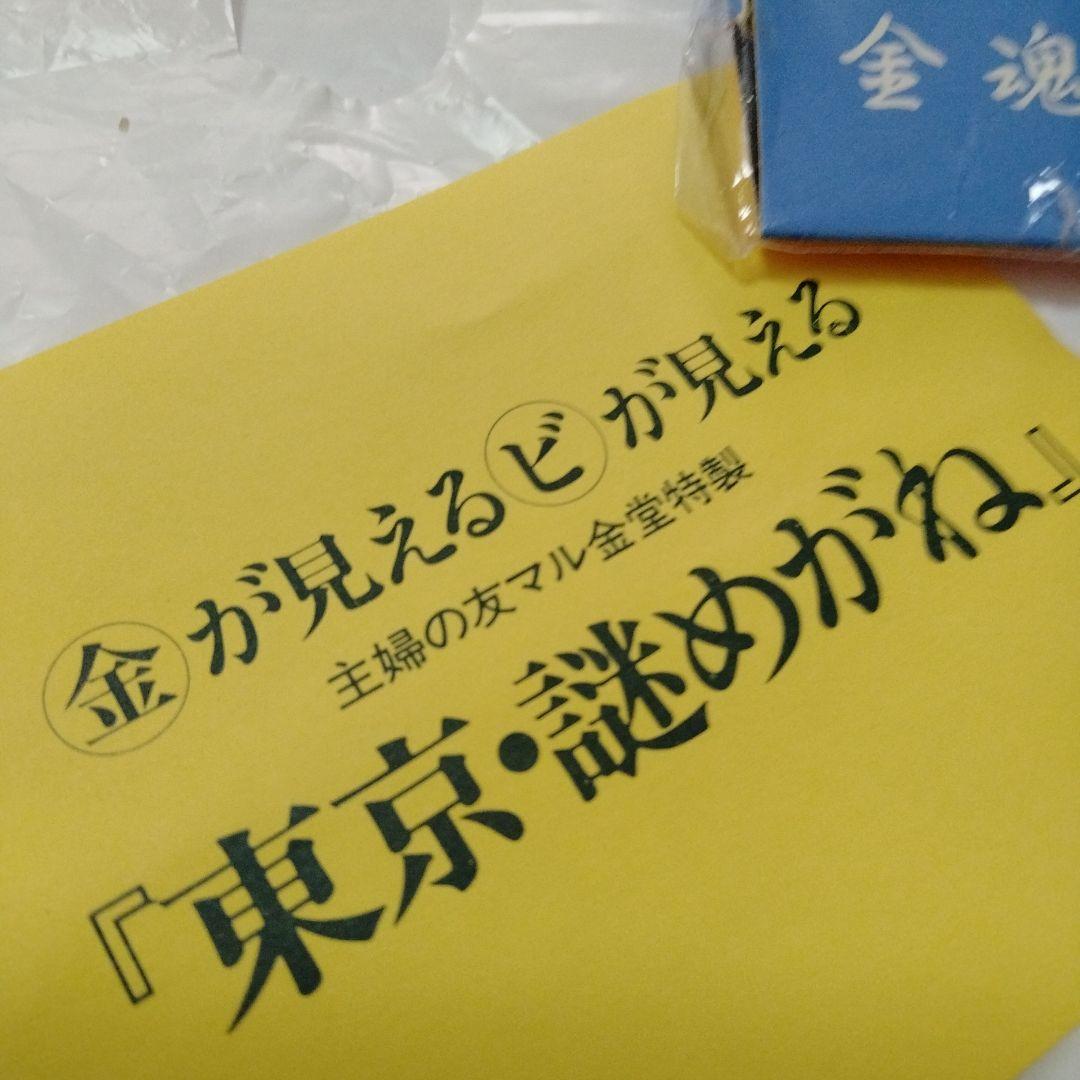 金魂
㊎が見えるビが見える
主婦の友マル金堂特製
『東京・謎めがね』